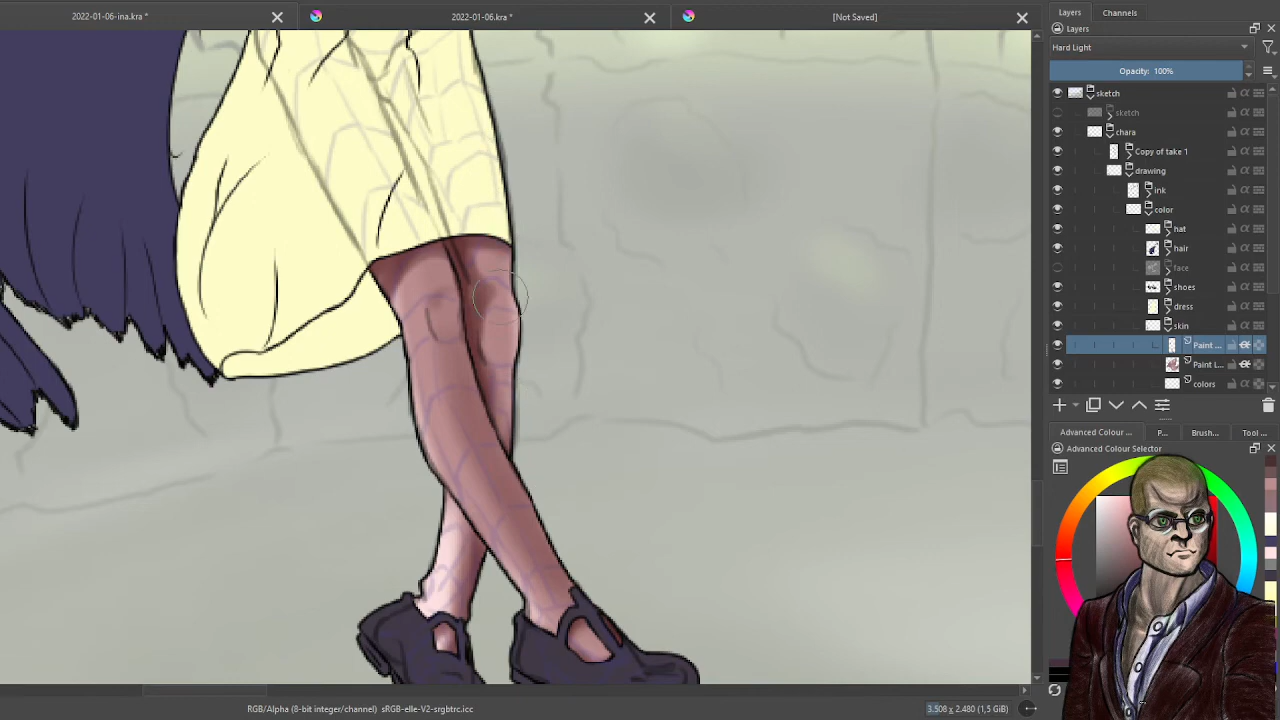 2022-01-06-ina.kra *
2022-01-06.kra *
[Not Saved]
Layers
Channels
Layers
Hard Light
Opacity: 100%
sketch
sketch
chara
Copy of take 1
drawing
ink
color
hat
hair
face
shoes
dress
skin
Paint ...
Paint L...
colors
Advanced Colour ...
P...
Brush...
Tool ...
Advanced Colour Selector
RGB/Alpha (8-bit integer/channel) sRGB-elle-V2-srgbtrc.icc
3.508 x 2.480 (1,5 GiB)